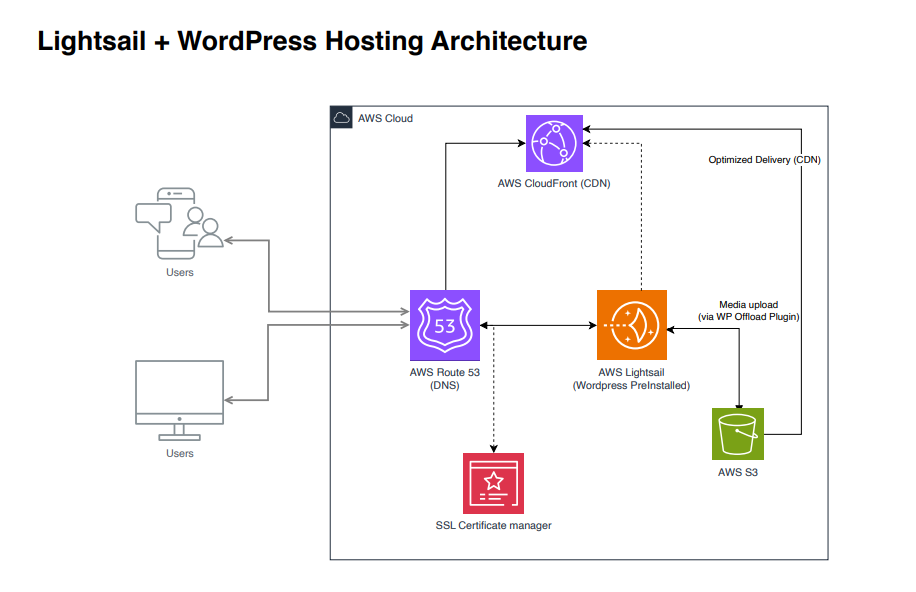 Lightsail + WordPress Hosting Architecture
AWS Cloud
AWS CloudFront (CDN)
Optimized Delivery (CDN)
Users
53
AWS Route 53
(DNS)
AWS Lightsail
(Wordpress PreInstalled)
Media upload
(via WP Offload Plugin)
Users
AWS S3
SSL Certificate manager